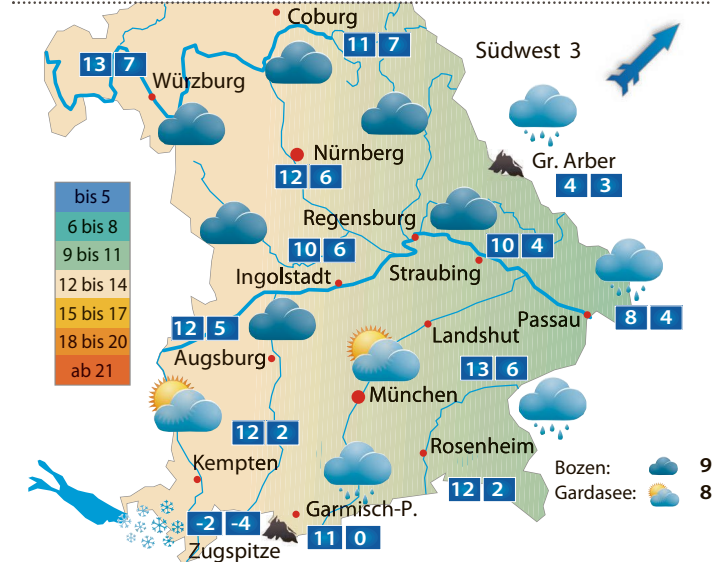 Coburg
11 7
Südwest 3
13 7
Würzburg
Nürnberg
12 6
Gr. Arber
4 3
bis 5
6 bis 8
9 bis 11
12 bis 14
15 bis 17
18 bis 20
ab 21
Regensburg
10 6
10 4
Ingolstadt
Straubing
Passau
8 4
12 5
Landshut
Augsburg
13 6
München
12 2
Rosenheim
Kempten
Bozen: 9
Gardasee: 8
12 2
Garmisch-P.
-2 -4
11 0
Zugspitze